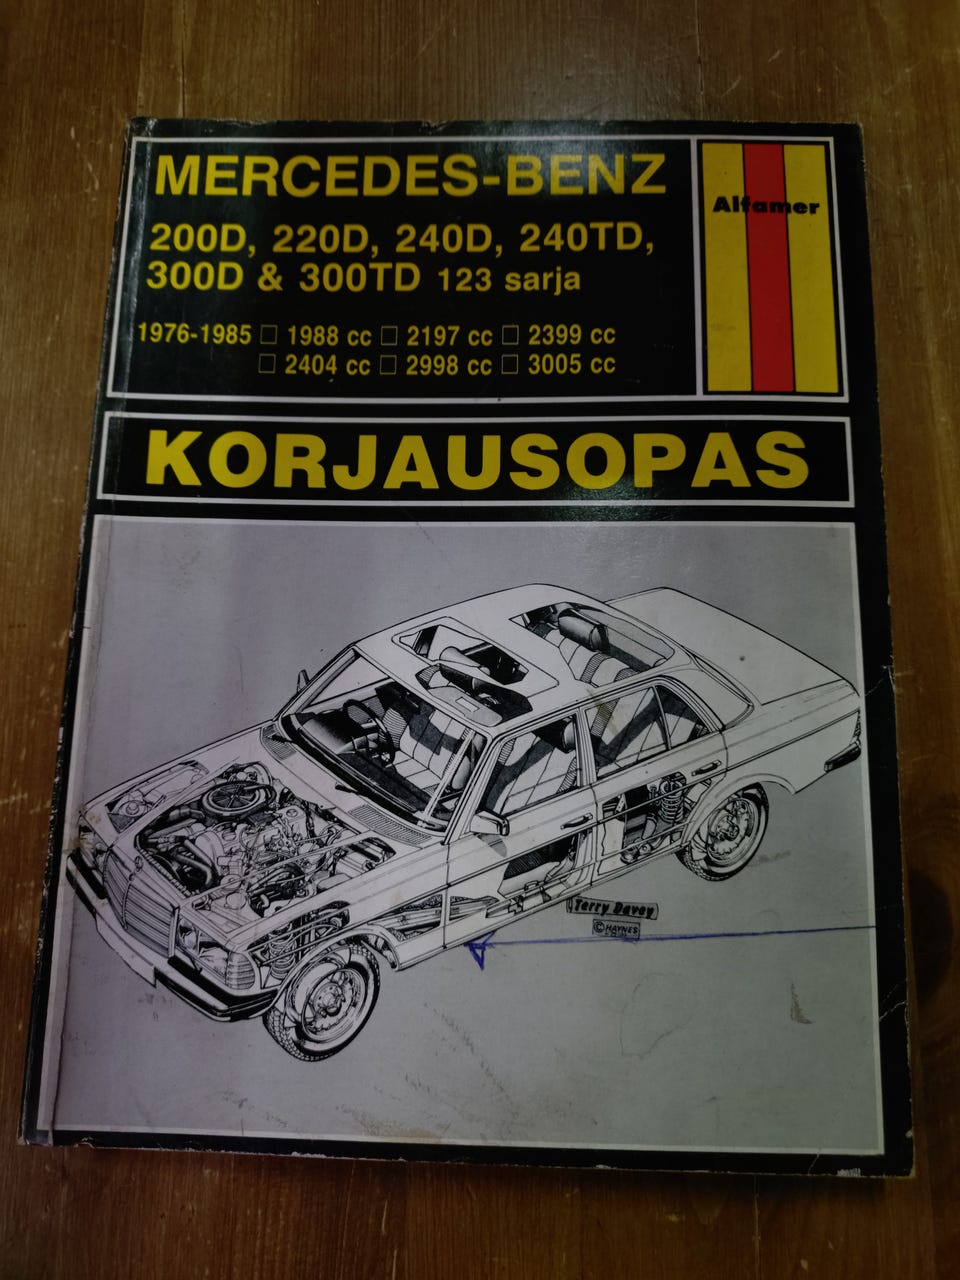 MERCEDES-BENZ
200D, 220D, 240D, 240TD,
300D & 300TD 123 sarja
1976-1985 □ 1988 cc □ 2197 cc □ 2399 cc
□ 2404 cc □ 2998 cc □ 3005 cc
Alfamer
KORJAUSOPAS
Terry Davey
© HAYNES